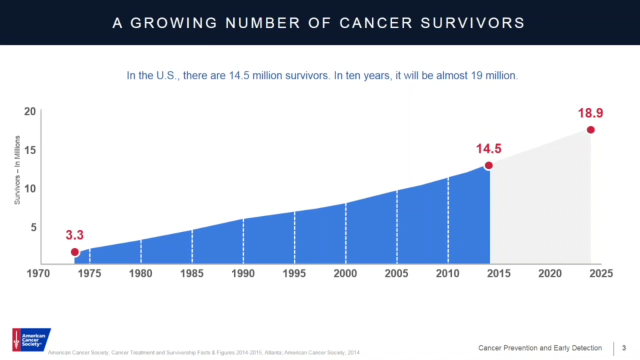 A GROWING NUMBER OF CANCER SURVIVORS
In the U.S., there are 14.5 million survivors. In ten years, it will be almost 19 million.
Survivors – In Millions
20
15
10
5
3.3
14.5
18.9
1970 1975 1980 1985 1990 1995 2000 2005 2010 2015 2020 2025
American
Cancer
Society
American Cancer Society. Cancer Treatment and Survivorship Facts & Figures 2014-2015. Atlanta: American Cancer Society; 2014
Cancer Prevention and Early Detection
3